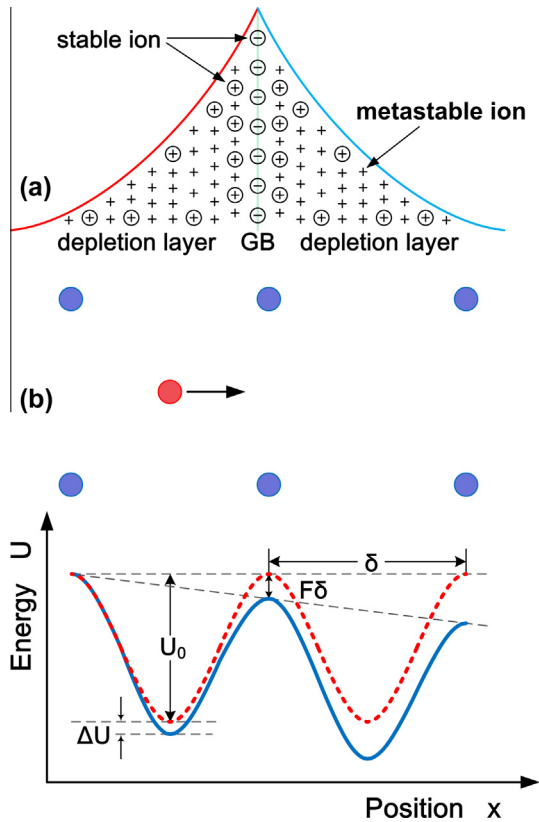 stable ion
metastable ion
(a)
depletion layer GB depletion layer
(b)
Energy U
δ
Fδ
U₀
ΔU
Position x